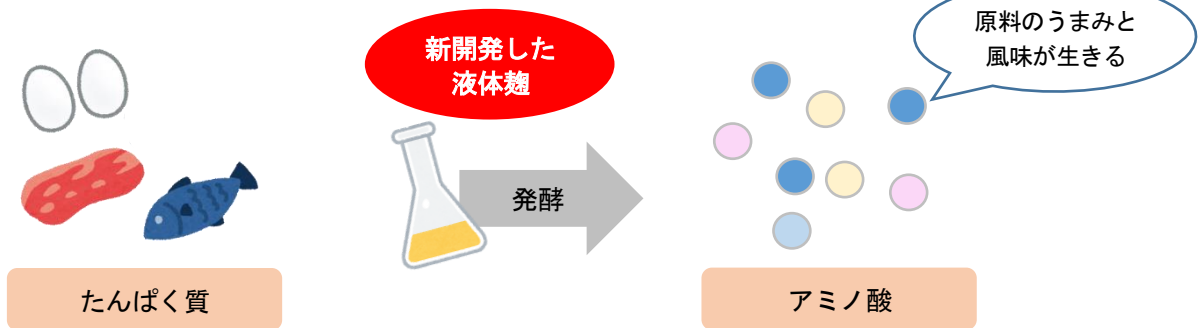 新開発した
液体麹
原料のうまみと
風味が生きる
発酵
たんぱく質
アミノ酸